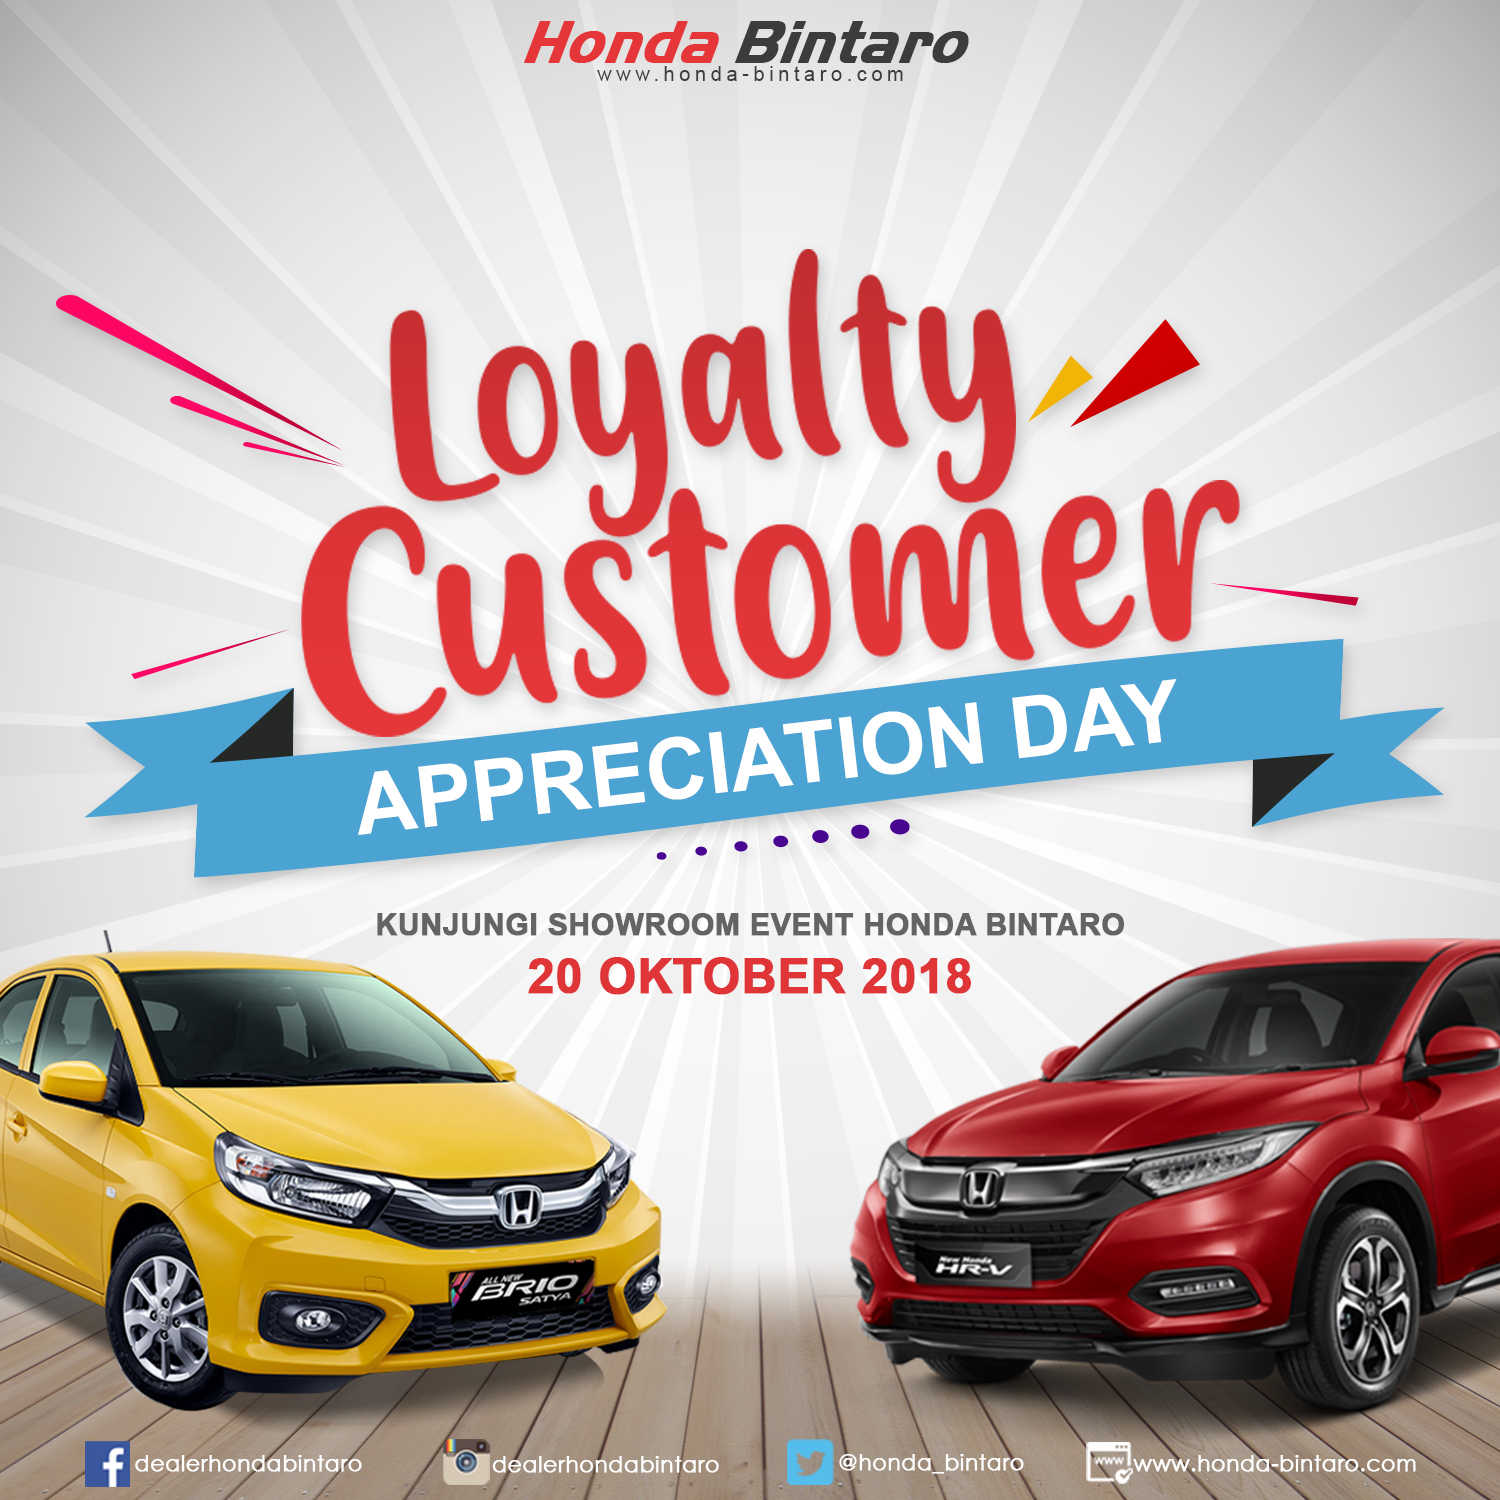 Honda Bintaro
www.honda-bintaro.com
Loyalty
Customer
APPRECIATION DAY
KUNJUNGI SHOWROOM EVENT HONDA BINTARO
20 OKTOBER 2018
ALL NEW
BRIO
SATYA
New Honda
HR-V
dealerhondabintaro
dealerhondabintaro
@honda_bintaro
www
www.honda-bintaro.com